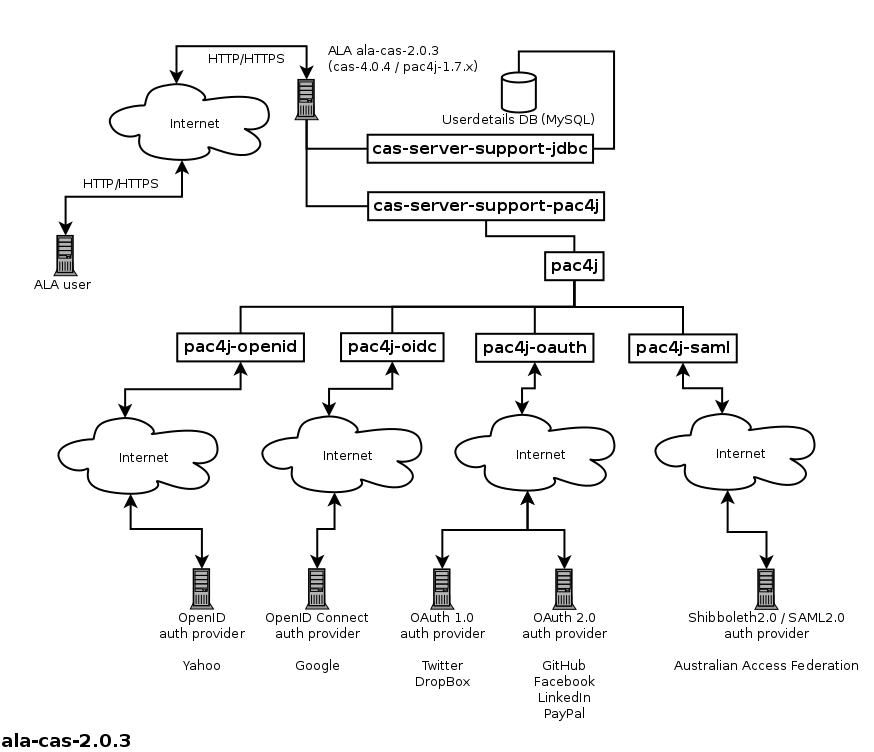 ALA ala-cas-2.0.3
(cas-4.0.4 / pac4j-1.7.x)
HTTP/HTTPS
Internet
Userdetails DB (MySQL)
cas-server-support-jdbc
HTTP/HTTPS
cas-server-support-pac4j
ALA user
pac4j
pac4j-openid
pac4j-oidc
pac4j-oauth
pac4j-saml
Internet
Internet
Internet
Internet
OpenID
auth provider
Yahoo
OpenID Connect
auth provider
Google
OAuth 1.0
auth provider
Twitter
DropBox
OAuth 2.0
auth provider
GitHub
Facebook
LinkedIn
PayPal
Shibboleth2.0 / SAML2.0
auth provider
Australian Access Federation
ala-cas-2.0.3